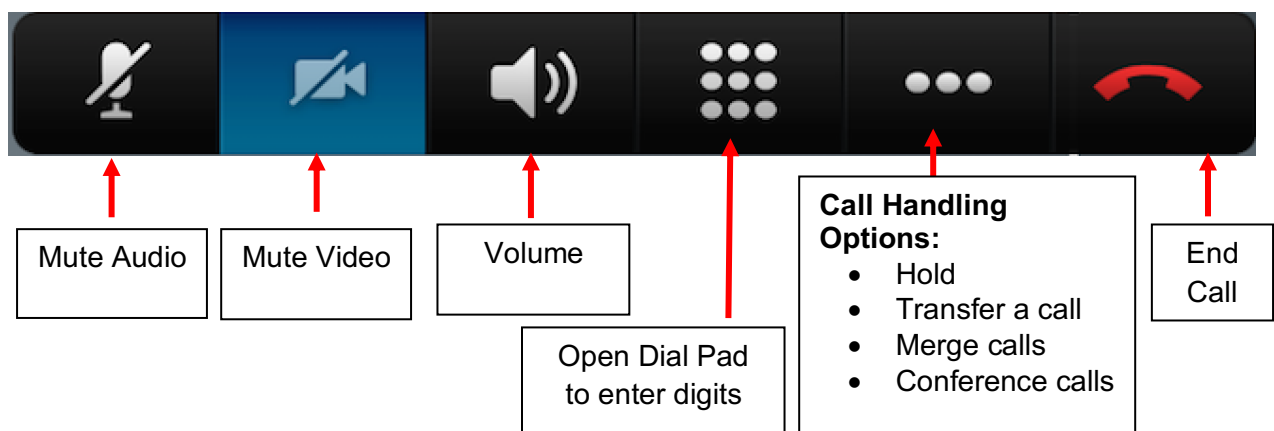 Mute Audio
Mute Video
Volume
Open Dial Pad
to enter digits
Call Handling
Options:
• Hold
• Transfer a call
• Merge calls
• Conference calls
End
Call